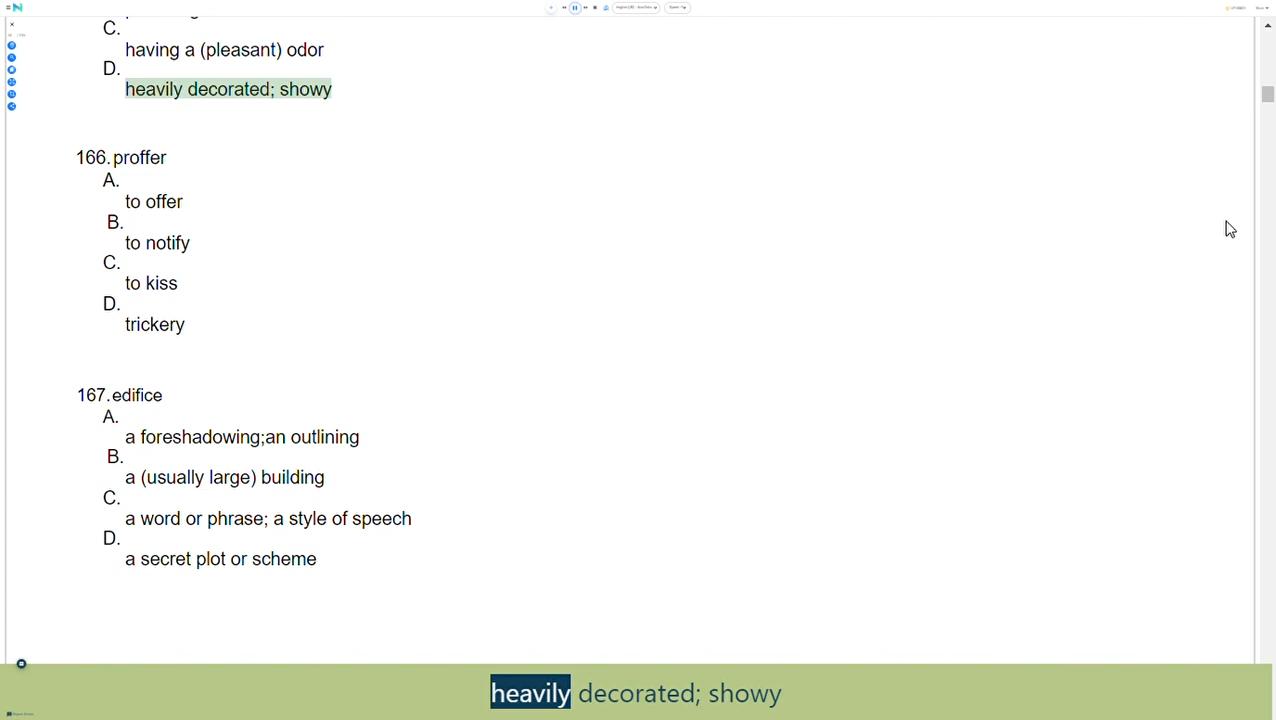 C.
having a (pleasant) odor
D.
heavily decorated; showy
166. proffer
A.
to offer
B.
to notify
C.
to kiss
D.
trickery
167. edifice
A.
a foreshadowing;an outlining
B.
a (usually large) building
C.
a word or phrase; a style of speech
D.
a secret plot or scheme
heavily decorated; showy